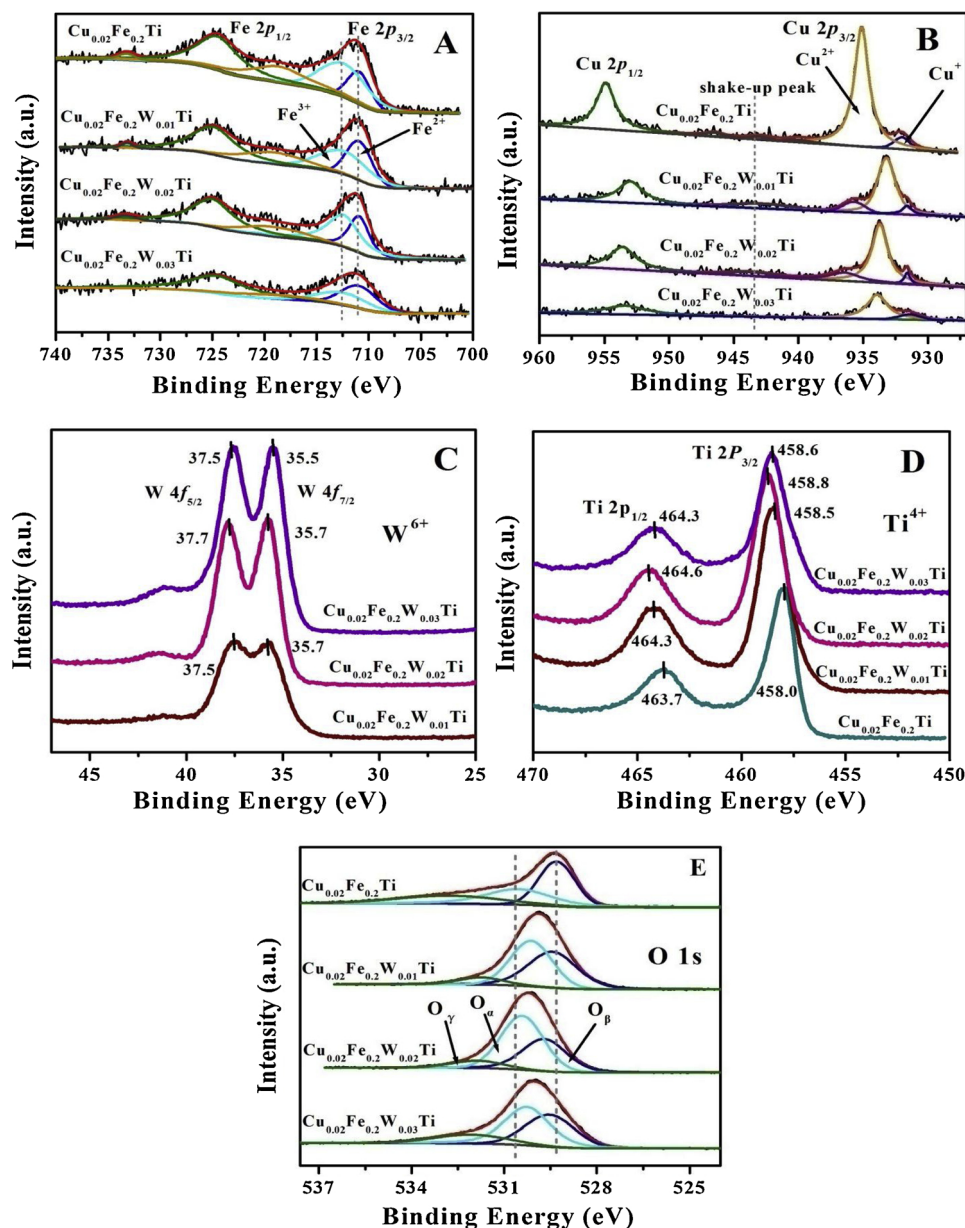 Cu0.02Fe0.2Ti
Fe 2p1/2
Fe 2p3/2
A
Cu0.02Fe0.2W0.01Ti
Fe3+
Fe2+
Cu0.02Fe0.2W0.02Ti
Cu0.02Fe0.2W0.03Ti
Intensity (a.u.)
740 730 720 710 700
Binding Energy (eV)
B
Cu 2p3/2
Cu2+
Cu+
Cu 2p1/2
shake-up peak
Cu0.02Fe0.2Ti
Cu0.02Fe0.2W0.01Ti
Cu0.02Fe0.2W0.02Ti
Cu0.02Fe0.2W0.03Ti
Intensity (a.u.)
960 950 945 940 935 930
Binding Energy (eV)
C
37.5
35.5
W 4f5/2
W 4f7/2
W6+
37.7
35.7
Cu0.02Fe0.2W0.03Ti
37.5
35.7
Cu0.02Fe0.2W0.02Ti
Cu0.02Fe0.2W0.01Ti
Intensity (a.u.)
45 40 35 30 25
Binding Energy (eV)
D
Ti 2P3/2
458.6
458.8
458.5
Ti 2p1/2
464.3
Ti4+
464.6
Cu0.02Fe0.2W0.03Ti
464.3
Cu0.02Fe0.2W0.02Ti
Cu0.02Fe0.2W0.01Ti
463.7
458.0
Cu0.02Fe0.2Ti
Intensity (a.u.)
470 465 460 455 450
Binding Energy (eV)
E
Cu0.02Fe0.2Ti
Cu0.02Fe0.2W0.01Ti
O 1s
Oγ
Oα
Oβ
Cu0.02Fe0.2W0.02Ti
Cu0.02Fe0.2W0.03Ti
Intensity (a.u.)
537 534 531 528 525
Binding Energy (eV)